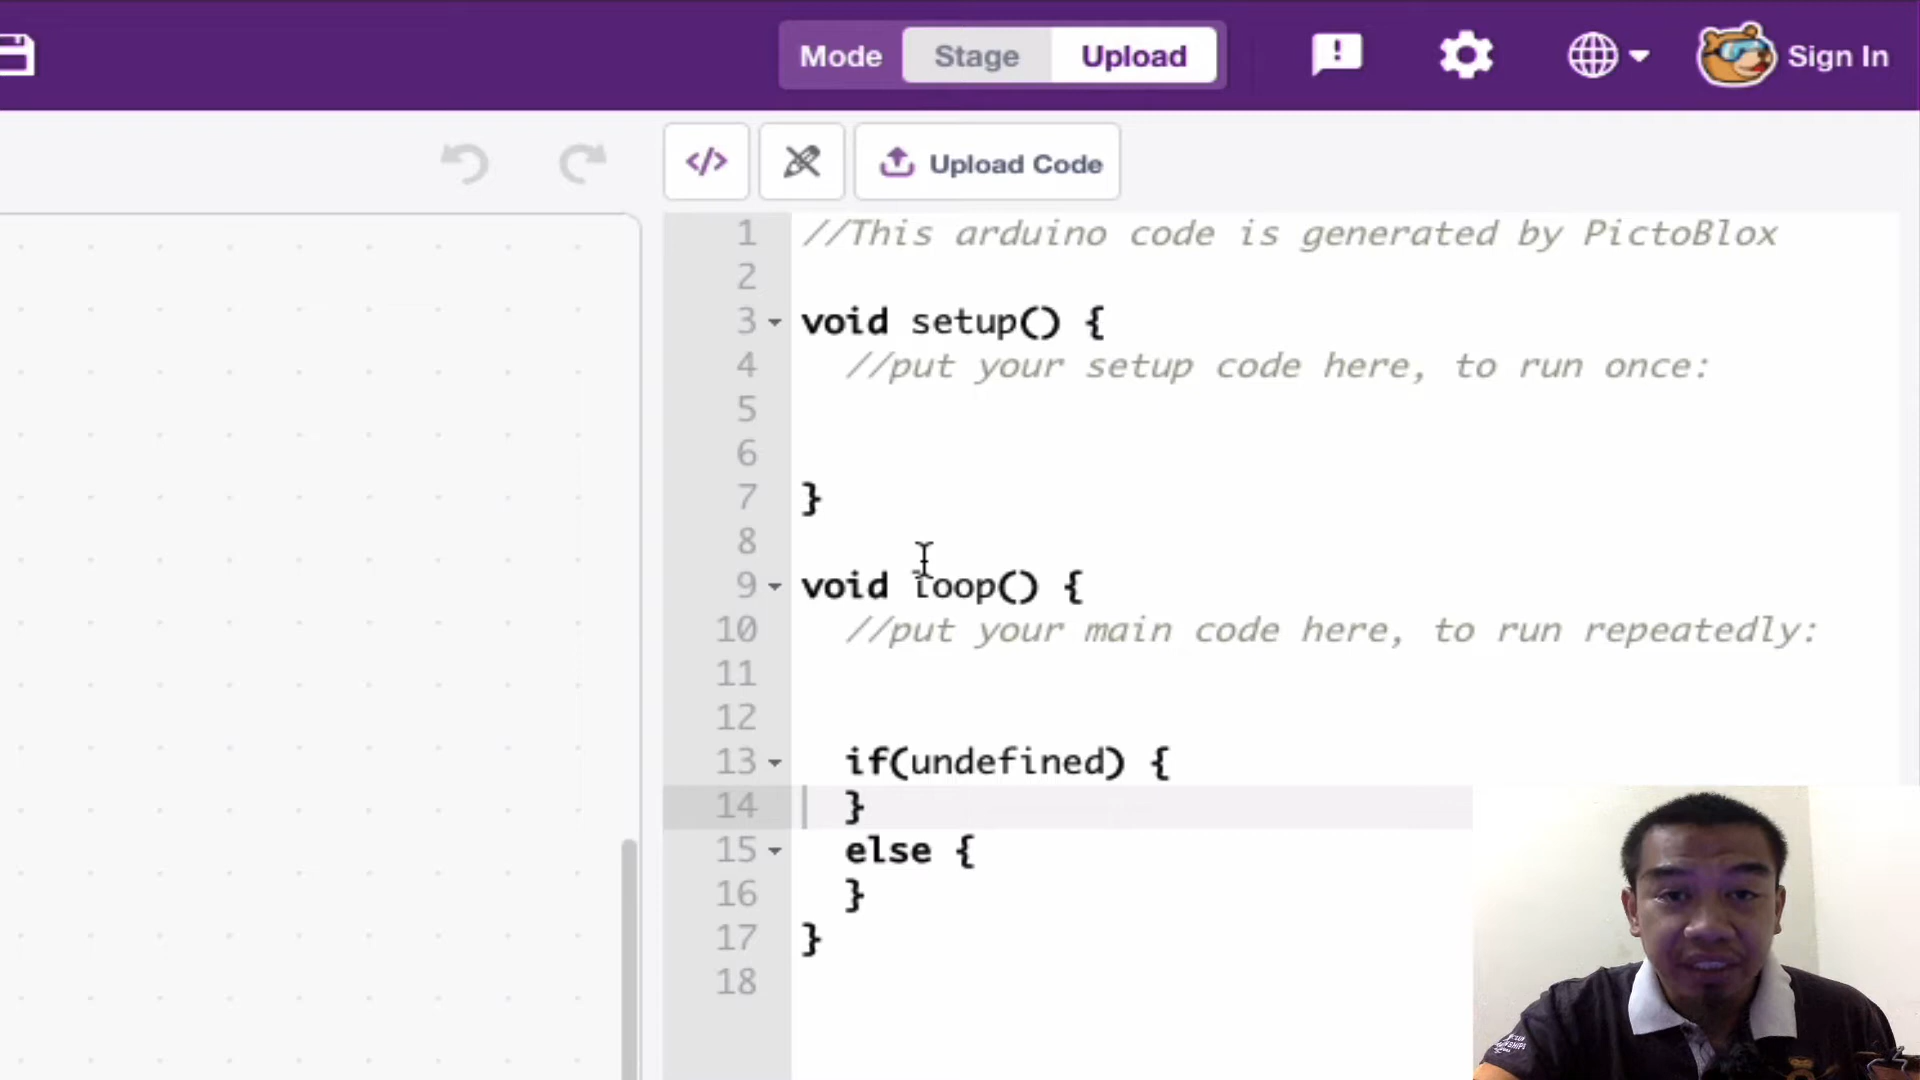 Mode Stage Upload Sign In
</> Upload Code
1 //This arduino code is generated by PictoBlox
2
3 void setup() {
4 //put your setup code here, to run once:
5
6
7 }
8
9 void loop() {
10 //put your main code here, to run repeatedly:
11
12
13 if(undefined) {
14 }
15 else {
16 }
17 }
18